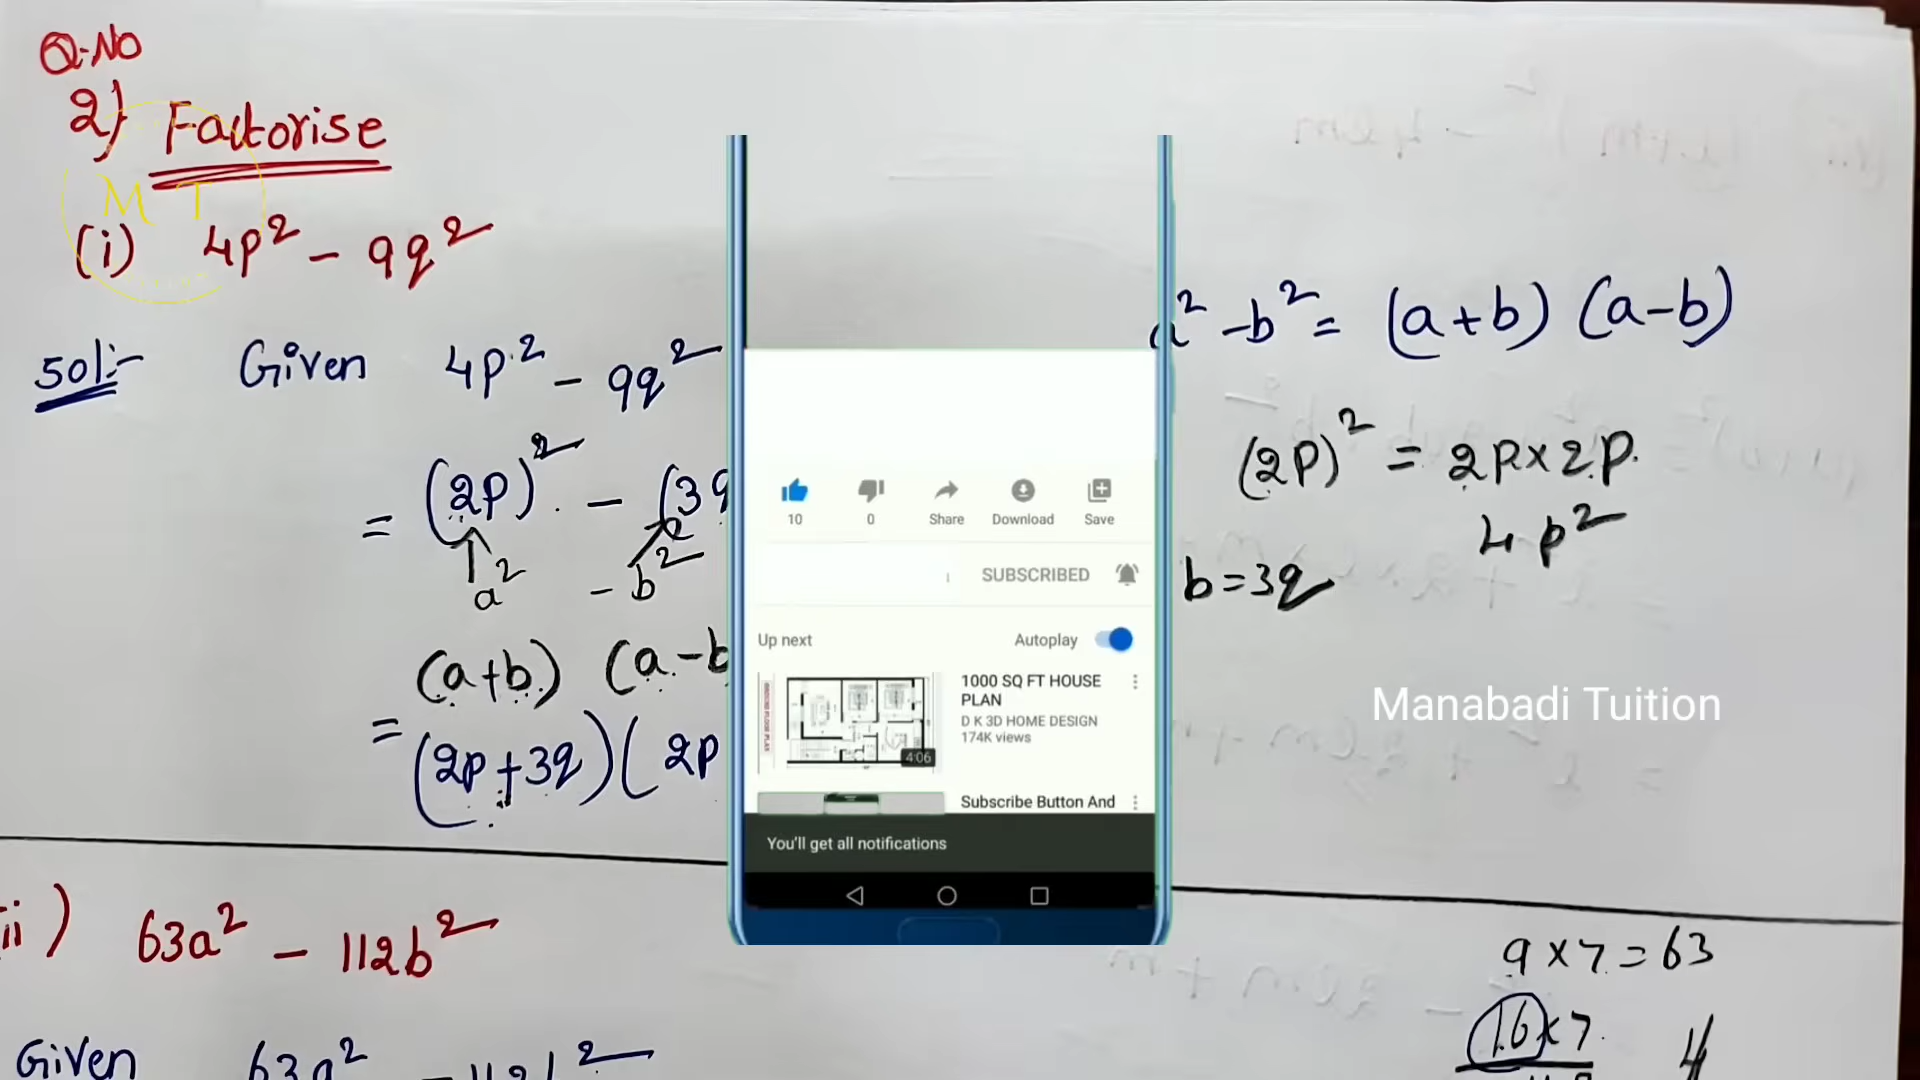 Q.NO
2) Factorise
M T
(i) 4p² - 9q²
Sol:- Given 4p² - 9q²
= (2p)² - (3q
a² - b²
(a+b) (a-b
= (2p+3q)(2p
a² - b² = (a+b) (a-b)
(2P)² = 2P×2P.
4p²
b=3q
10
0
Share
Download
Save
SUBSCRIBED
Up next
Autoplay
1000 SQ FT HOUSE
PLAN
D K 3D HOME DESIGN
174K views
4:06
Subscribe Button And
You'll get all notifications
Manabadi Tuition
ii) 63a² - 112b²
9×7=63
16×7
4
Given 63a²